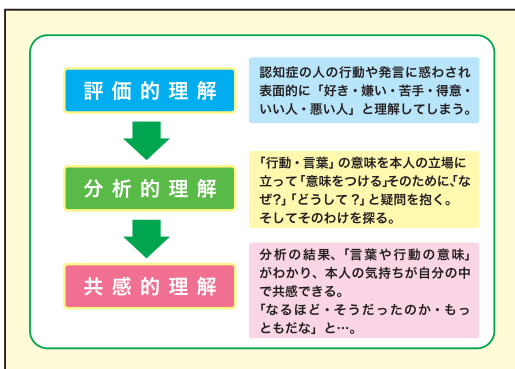 評価的理解
認知症の人の行動や発言に惑わされ
表面的に「好き・嫌い・苦手・得意・
いい人・悪い人」と理解してしまう。
分析的理解
「行動・言葉」の意味を本人の立場に
立って「意味をつける」そのために、「な
ぜ?」「どうして?」と疑問を抱く。
そしてそのわけを探る。
共感的理解
分析の結果、「言葉や行動の意味」
がわかり、本人の気持ちが自分の中
で共感できる。
「なるほど・そうだったのか・もっ
ともだな」と…。